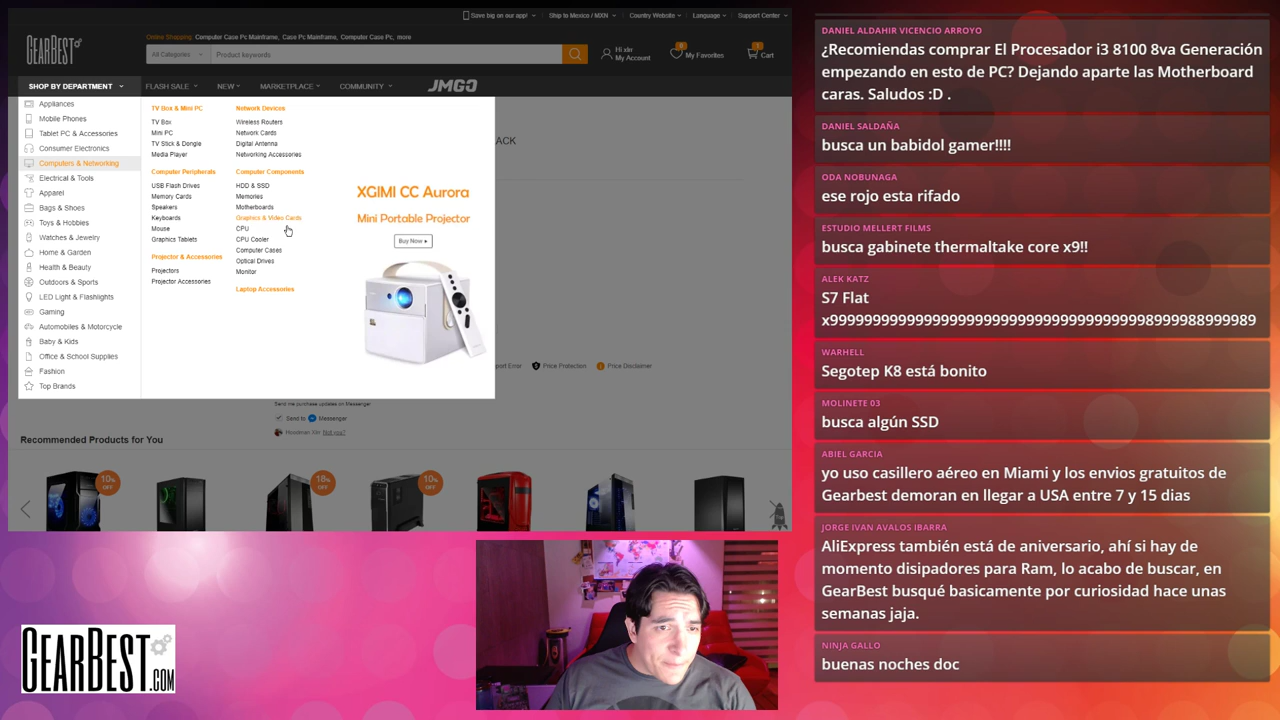 Save big on our app!
Ship to Mexico / MXN
Country Website
Language
Support Center
GEARBEST
Online Shopping: Computer Case Pc Mainframe, Case Pc Mainframe, Computer Case Pc, more
All Categories
Product keywords
Hi xirr
My Account
My Favorites
Cart
SHOP BY DEPARTMENT
FLASH SALE
NEW
MARKETPLACE
COMMUNITY
JMGO
Appliances
Mobile Phones
Tablet PC & Accessories
Consumer Electronics
Computers & Networking
Electrical & Tools
Apparel
Bags & Shoes
Toys & Hobbies
Watches & Jewelry
Home & Garden
Health & Beauty
Outdoors & Sports
LED Light & Flashlights
Gaming
Automobiles & Motorcycle
Baby & Kids
Office & School Supplies
Fashion
Top Brands
TV Box & Mini PC
TV Box
Mini PC
TV Stick & Dongle
Media Player
Computer Peripherals
USB Flash Drives
Memory Cards
Speakers
Keyboards
Mouse
Graphics Tablets
Projector & Accessories
Projectors
Projector Accessories
Network Devices
Wireless Routers
Network Cards
Digital Antenna
Networking Accessories
Computer Components
HDD & SSD
Memories
Motherboards
Graphics & Video Cards
CPU
CPU Cooler
Computer Cases
Optical Drives
Monitor
Laptop Accessories
XGIMI CC Aurora
Mini Portable Projector
Buy Now
ACK
port Error
Price Protection
Price Disclaimer
Send me purchase updates on Messenger
Send to Messenger
Not you?
Recommended Products for You
10% OFF
16% OFF
10% OFF
GEARBEST.COM
DANIEL ALDAHIR VICENCIO ARROYO
¿Recomiendas comprar El Procesador i3 8100 8va Generación
empezando en esto de PC? Dejando aparte las Motherboard
caras. Saludos :D .
DANIEL SALDAÑA
busca un babidol gamer!!!!
ODA NOBUNAGA
ese rojo esta rifado
ESTUDIO MELLERT FILMS
busca gabinete thermaltake core x9!!
ALEK KATZ
S7 Flat
WARHELL
Segotep K8 está bonito
MOLINETE 03
busca algún SSD
ABIEL GARCIA
yo uso casillero aéreo en Miami y los envios gratuitos de
Gearbest demoran en llegar a USA entre 7 y 15 dias
JORGE IVAN AVALOS IBARRA
AliExpress también está de aniversario, ahí si hay de
momento disipadores para Ram, lo acabo de buscar, en
GearBest busqué basicamente por curiosidad hace unas
semanas jaja.
NINJA GALLO
buenas noches doc